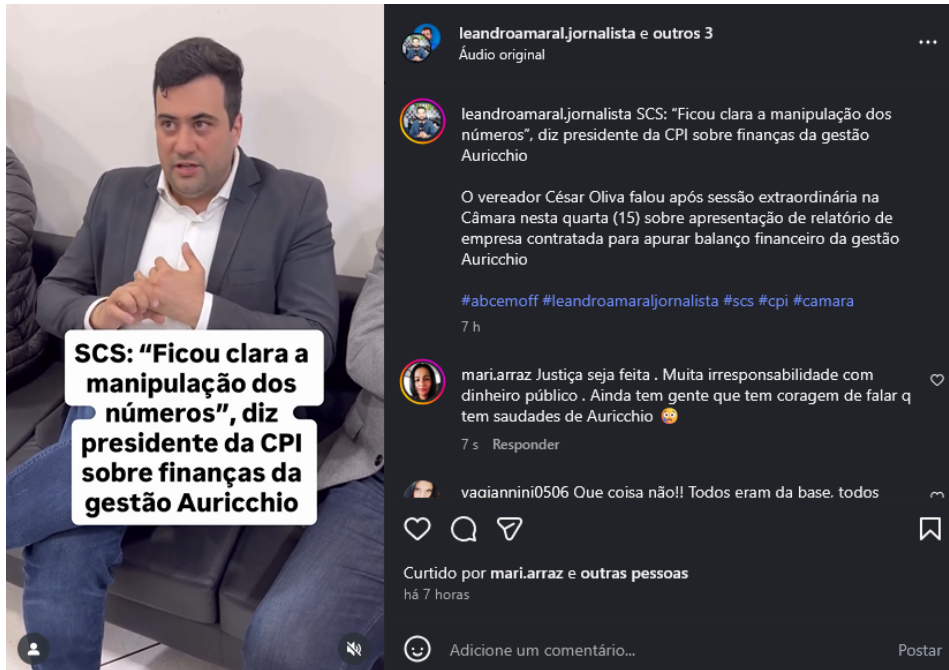 SCS: “Ficou clara a
manipulação dos
números”, diz
presidente da CPI
sobre finanças da
gestão Auricchio
leandroamaral.jornalista e outros 3
Áudio original
leandroamaral.jornalista SCS: “Ficou clara a manipulação dos
números”, diz presidente da CPI sobre finanças da gestão
Auricchio
O vereador César Oliva falou após sessão extraordinária na
Câmara nesta quarta (15) sobre apresentação de relatório de
empresa contratada para apurar balanço financeiro da gestão
Auricchio
#abcemoff #leandroamaraljornalista #scs #cpi #camara
7 h
mari.arraz Justiça seja feita . Muita irresponsabilidade com
dinheiro público . Ainda tem gente que tem coragem de falar q
tem saudades de Auricchio 😳
7 s Responder
vagiannini0506 Que coisa não!! Todos eram da base, todos
Curtido por mari.arraz e outras pessoas
há 7 horas
Adicione um comentário...
Postar